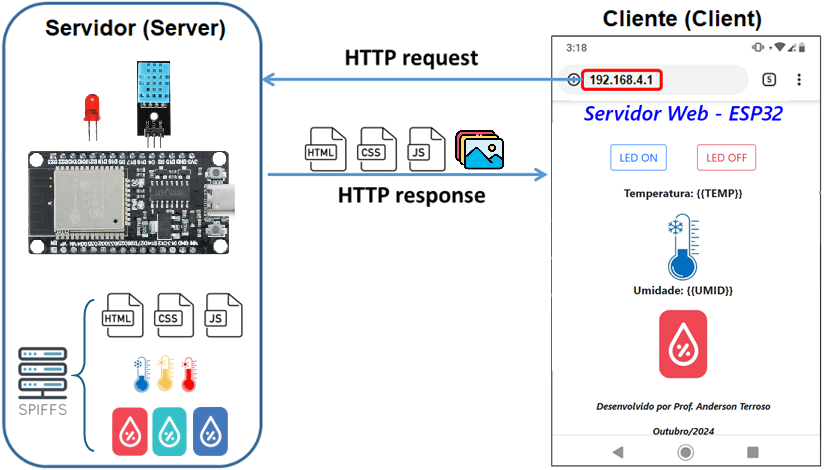 Servidor (Server)
Cliente (Client)
HTTP request
3:18
192.168.4.1
5
Servidor Web - ESP32
LED ON
LED OFF
HTML
CSS
JS
HTTP response
Temperatura: {{TEMP}}
Umidade: {{UMID}}
HTML
CSS
JS
SPIFFS
Desenvolvido por Prof. Anderson Terroso
Outubro/2024